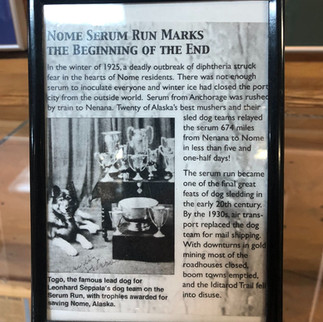 NOME SERUM RUN MARKS
THE BEGINNING OF THE END
In the winter of 1925, a deadly outbreak of diphtheria struck
fear in the hearts of Nome residents. There was not enough
serum to inoculate everyone and winter ice had closed the port
city from the outside world. Serum from Anchorage was rushed
by train to Nenana. Twenty of Alaska's best mushers and their
sled dog teams relayed
the serum 674 miles
from Nenana to Nome
in less than five and
one-half days!
The serum run became
one of the final great
feats of dog sledding in
the early 20th century.
By the 1930s, air trans-
port replaced the dog
team for mail shipping.
With downturns in gold
mining most of the
roadhouses closed,
boom towns emptied,
and the Iditarod Trail fell
into disuse.
Togo, the famous lead dog for
Leonhard Seppala's dog team on the
Serum Run, with trophies awarded for
saving Nome, Alaska.